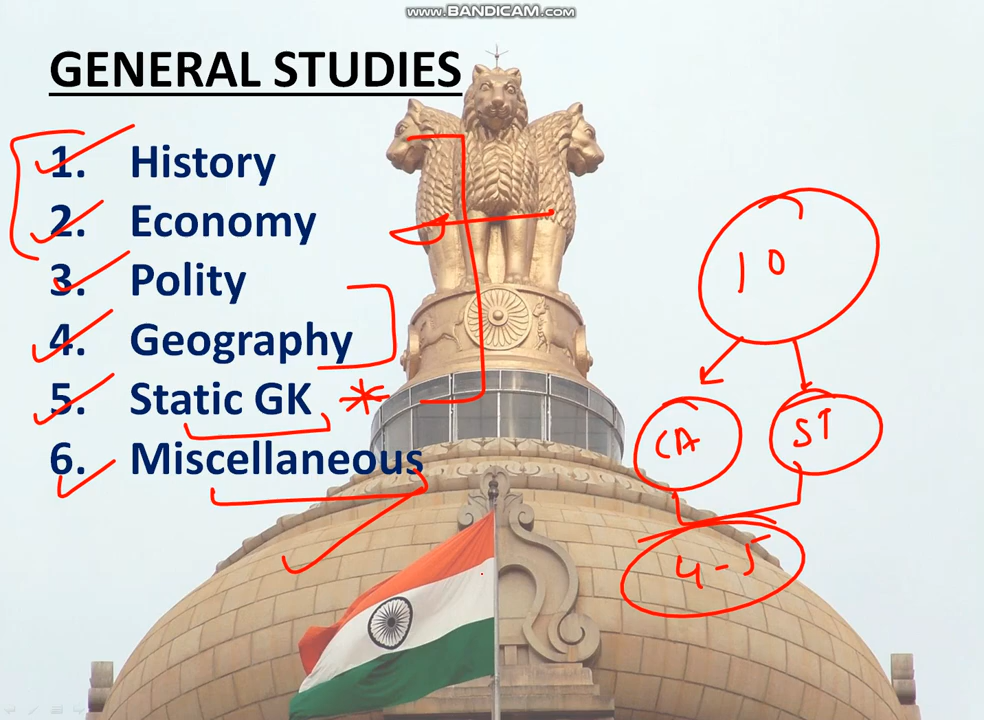 www.BANDICAM.com
GENERAL STUDIES
1. History
2. Economy
3. Polity
4. Geography
5. Static GK *
6. Miscellaneous
10
CA
ST
4-5